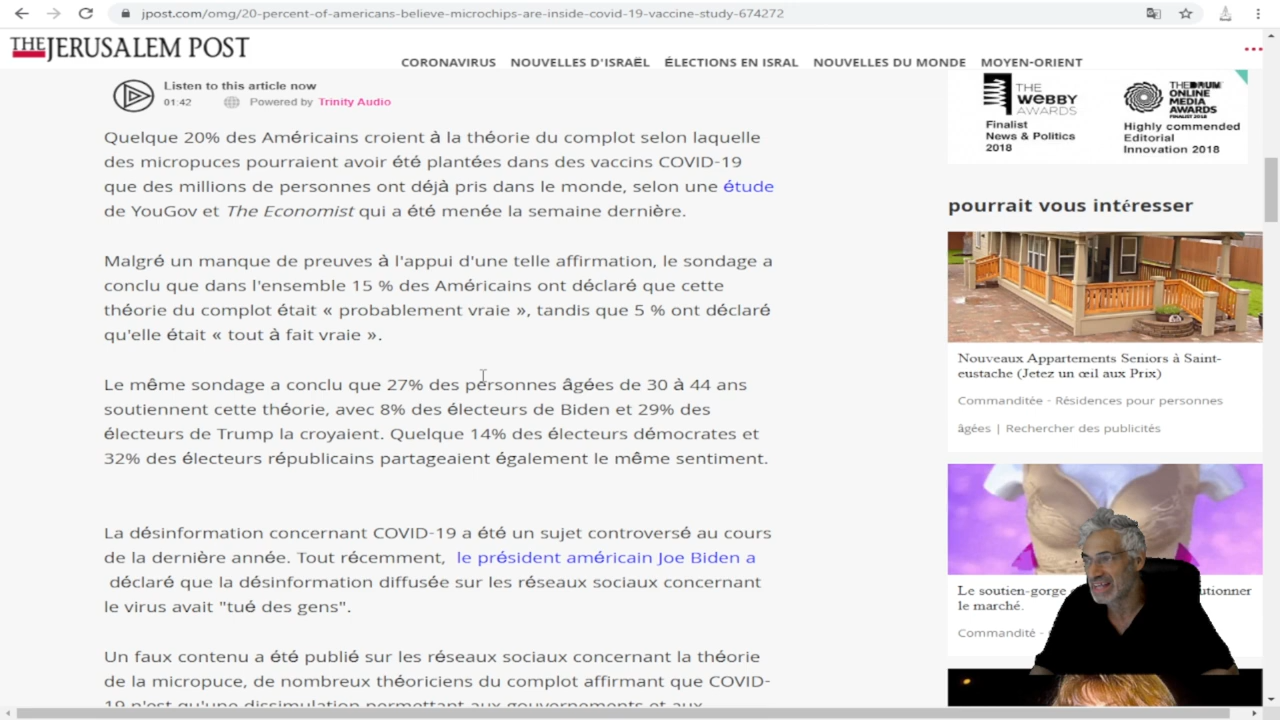 jpost.com/omg/20-percent-of-americans-believe-microchips-are-inside-covid-19-vaccine-study-674272
THE JERUSALEM POST
CORONAVIRUS NOUVELLES D'ISRAËL ÉLECTIONS EN ISRAL NOUVELLES DU MONDE MOYEN-ORIENT
Listen to this article now
01:42 Powered by Trinity Audio
Quelque 20% des Américains croient à la théorie du complot selon laquelle
des micropuces pourraient avoir été plantées dans des vaccins COVID-19
que des millions de personnes ont déjà pris dans le monde, selon une étude
de YouGov et The Economist qui a été menée la semaine dernière.
Malgré un manque de preuves à l'appui d'une telle affirmation, le sondage a
conclu que dans l'ensemble 15 % des Américains ont déclaré que cette
théorie du complot était « probablement vraie », tandis que 5 % ont déclaré
qu'elle était « tout à fait vraie ».
Le même sondage a conclu que 27% des personnes âgées de 30 à 44 ans
soutiennent cette théorie, avec 8% des électeurs de Biden et 29% des
électeurs de Trump la croyaient. Quelque 14% des électeurs démocrates et
32% des électeurs républicains partageaient également le même sentiment.
La désinformation concernant COVID-19 a été un sujet controversé au cours
de la dernière année. Tout récemment, le président américain Joe Biden a
déclaré que la désinformation diffusée sur les réseaux sociaux concernant
le virus avait "tué des gens".
Un faux contenu a été publié sur les réseaux sociaux concernant la théorie
de la micropuce, de nombreux théoriciens du complot affirmant que COVID-
19 n'est qu'une dissimulation permettant aux gouvernements et aux
THE
WEBBY
AWARDS
Finalist
News & Politics
2018
THE DRUM
ONLINE
MEDIA
AWARDS
FINALIST 2018
Highly commended
Editorial
Innovation 2018
pourrait vous intéresser
Nouveaux Appartements Seniors à Saint-
eustache (Jetez un œil aux Prix)
Commanditée - Résidences pour personnes
âgées | Rechercher des publicités
Le soutien-gorge
le marché.
Commandité -